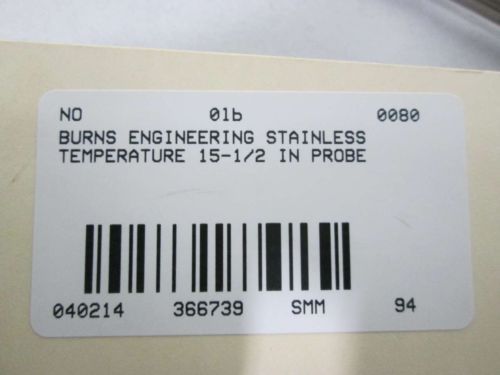 NO 01b 0080
BURNS ENGINEERING STAINLESS
TEMPERATURE 15-1/2 IN PROBE
040214 366739 SMM 94